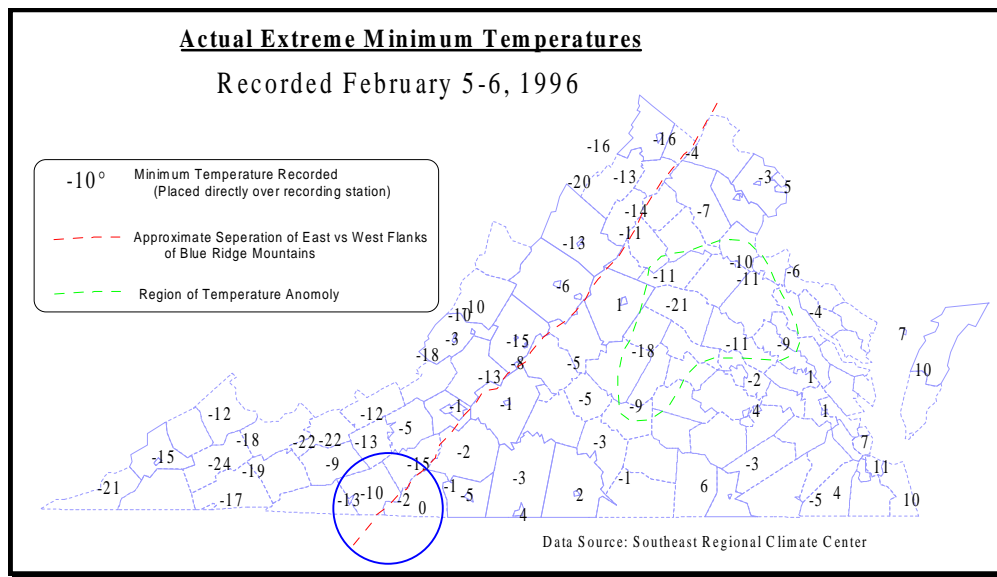 Actual Extreme Minimum Temperatures
Recorded February 5-6, 1996
-10° Minimum Temperature Recorded
(Placed directly over recording station)
Approximate Seperation of East vs West Flanks
of Blue Ridge Mountains
Region of Temperature Anomoly
-16 -16 -4
-20 -13 -3 5
-14 -7
-13 -11
-11 -10 -11 -6
-6 1 -21 -4
-10 -10
-3 -15 -18 -11 -9 7
-18 -8 -5
-13 -2 1 10
-12 -12 -1 -1 -5 -9 4 1
-18 -22 -22 -13 -5 -3 7
-15 -24 -19 -9 -15 -2 -3 11
-21 -17 -13 -10 -2 0 -1 -5 -3 2 -1 6 -5 4 10
4
Data Source: Southeast Regional Climate Center